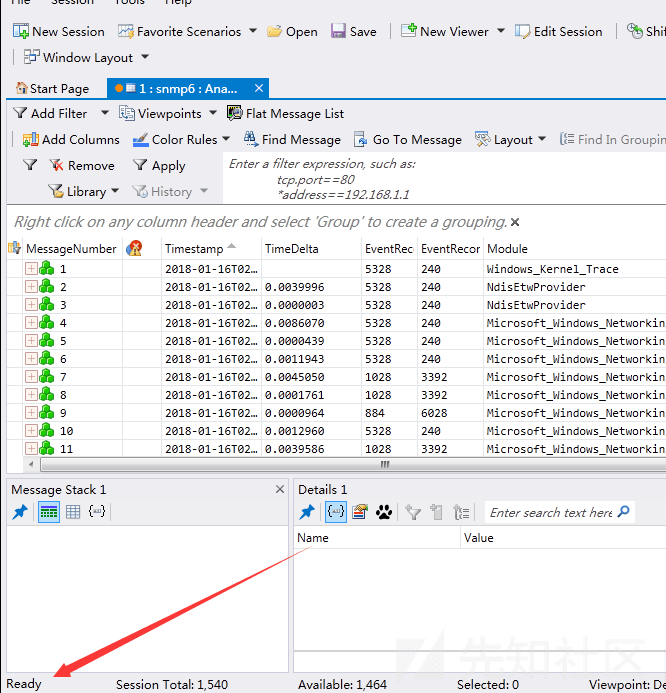 File Session Tools Help
New Session Favorite Scenarios Open Save New Viewer Edit Session Shif
Window Layout
Start Page 1 : snmp6 : Ana...
Add Filter Viewpoints Flat Message List
Add Columns Color Rules Find Message Go To Message Layout Find In Groupin
Remove Apply
Library History
Enter a filter expression, such as:
tcp.port==80
*address==192.168.1.1
Right click on any column header and select 'Group' to create a grouping.
MessageNumber Timestamp TimeDelta EventRec EventRecor Module
1 2018-01-16T02... 5328 240 Windows_Kernel_Trace
2 2018-01-16T02... 0.0039996 5328 240 NdisEtwProvider
3 2018-01-16T02... 0.0000003 5328 240 NdisEtwProvider
4 2018-01-16T02... 0.0086070 5328 240 Microsoft_Windows_Networkin
5 2018-01-16T02... 0.0000439 5328 240 Microsoft_Windows_Networkin
6 2018-01-16T02... 0.0011943 5328 240 Microsoft_Windows_Networkin
7 2018-01-16T02... 0.0045050 1028 3392 Microsoft_Windows_Networkin
8 2018-01-16T02... 0.0001761 1028 3392 Microsoft_Windows_Networkin
9 2018-01-16T02... 0.0000964 884 6028 Microsoft_Windows_Networkin
10 2018-01-16T02... 0.0012960 5328 240 Microsoft_Windows_Networkin
11 2018-01-16T02... 0.0039586 1028 3392 Microsoft_Windows_Networkin
Message Stack 1
Details 1
Enter search text here
Name Value
先知社区
Ready Session Total: 1,540 Available: 1,464 Selected: 0 Viewpoint: De